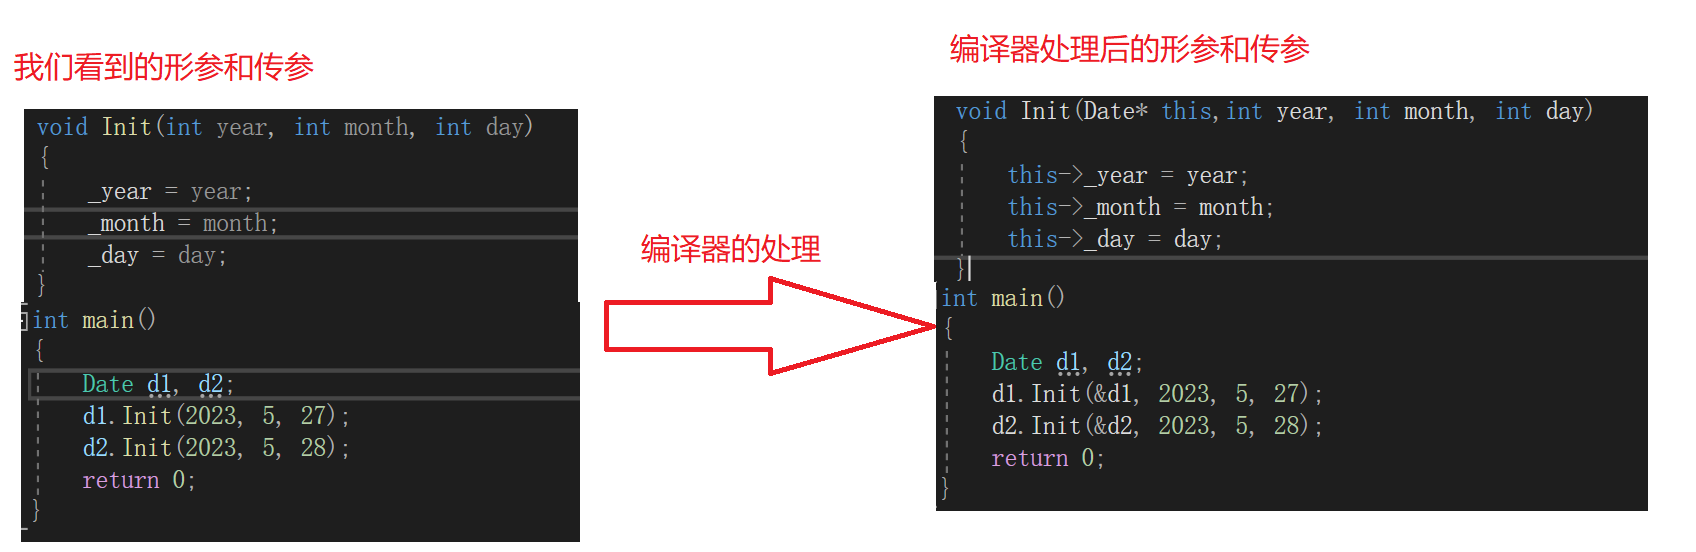 我们看到的形参和传参
void Init(int year, int month, int day)
{
_year = year;
_month = month;
_day = day;
}
int main()
{
Date d1, d2;
d1.Init(2023, 5, 27);
d2.Init(2023, 5, 28);
return 0;
}
编译器的处理
编译器处理后的形参和传参
void Init(Date* this,int year, int month, int day)
{
this->_year = year;
this->_month = month;
this->_day = day;
}
int main()
{
Date d1, d2;
d1.Init(&d1, 2023, 5, 27);
d2.Init(&d2, 2023, 5, 28);
return 0;
}